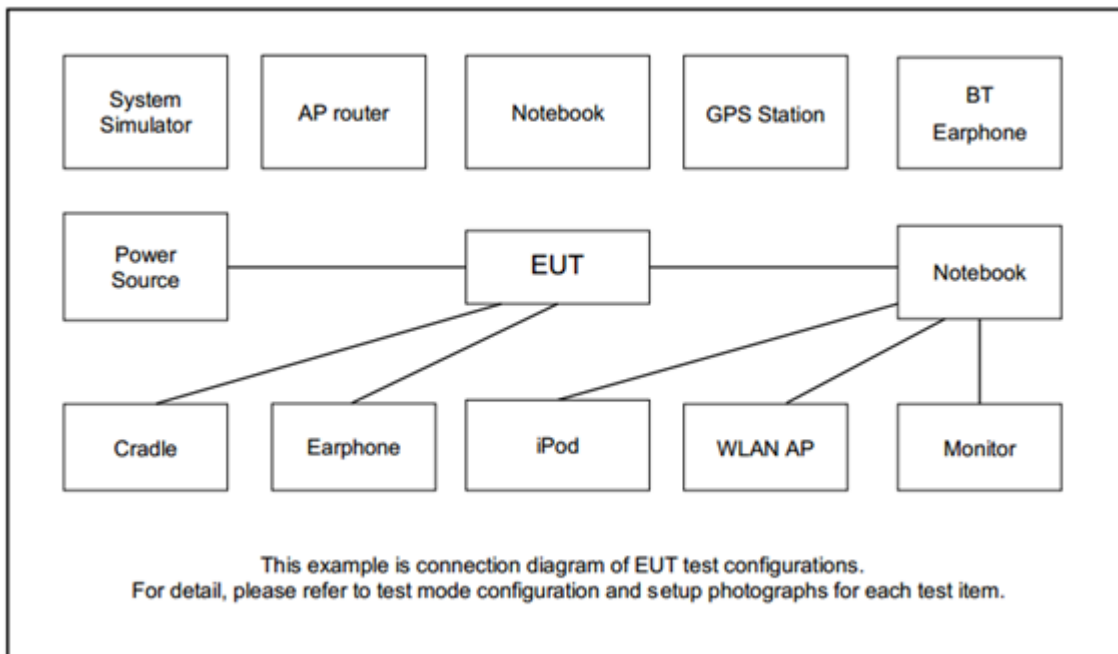 System
Simulator
AP router
Notebook
GPS Station
BT
Earphone
Power
Source
EUT
Notebook
Cradle
Earphone
iPod
WLAN AP
Monitor
This example is connection diagram of EUT test configurations.
For detail, please refer to test mode configuration and setup photographs for each test item.